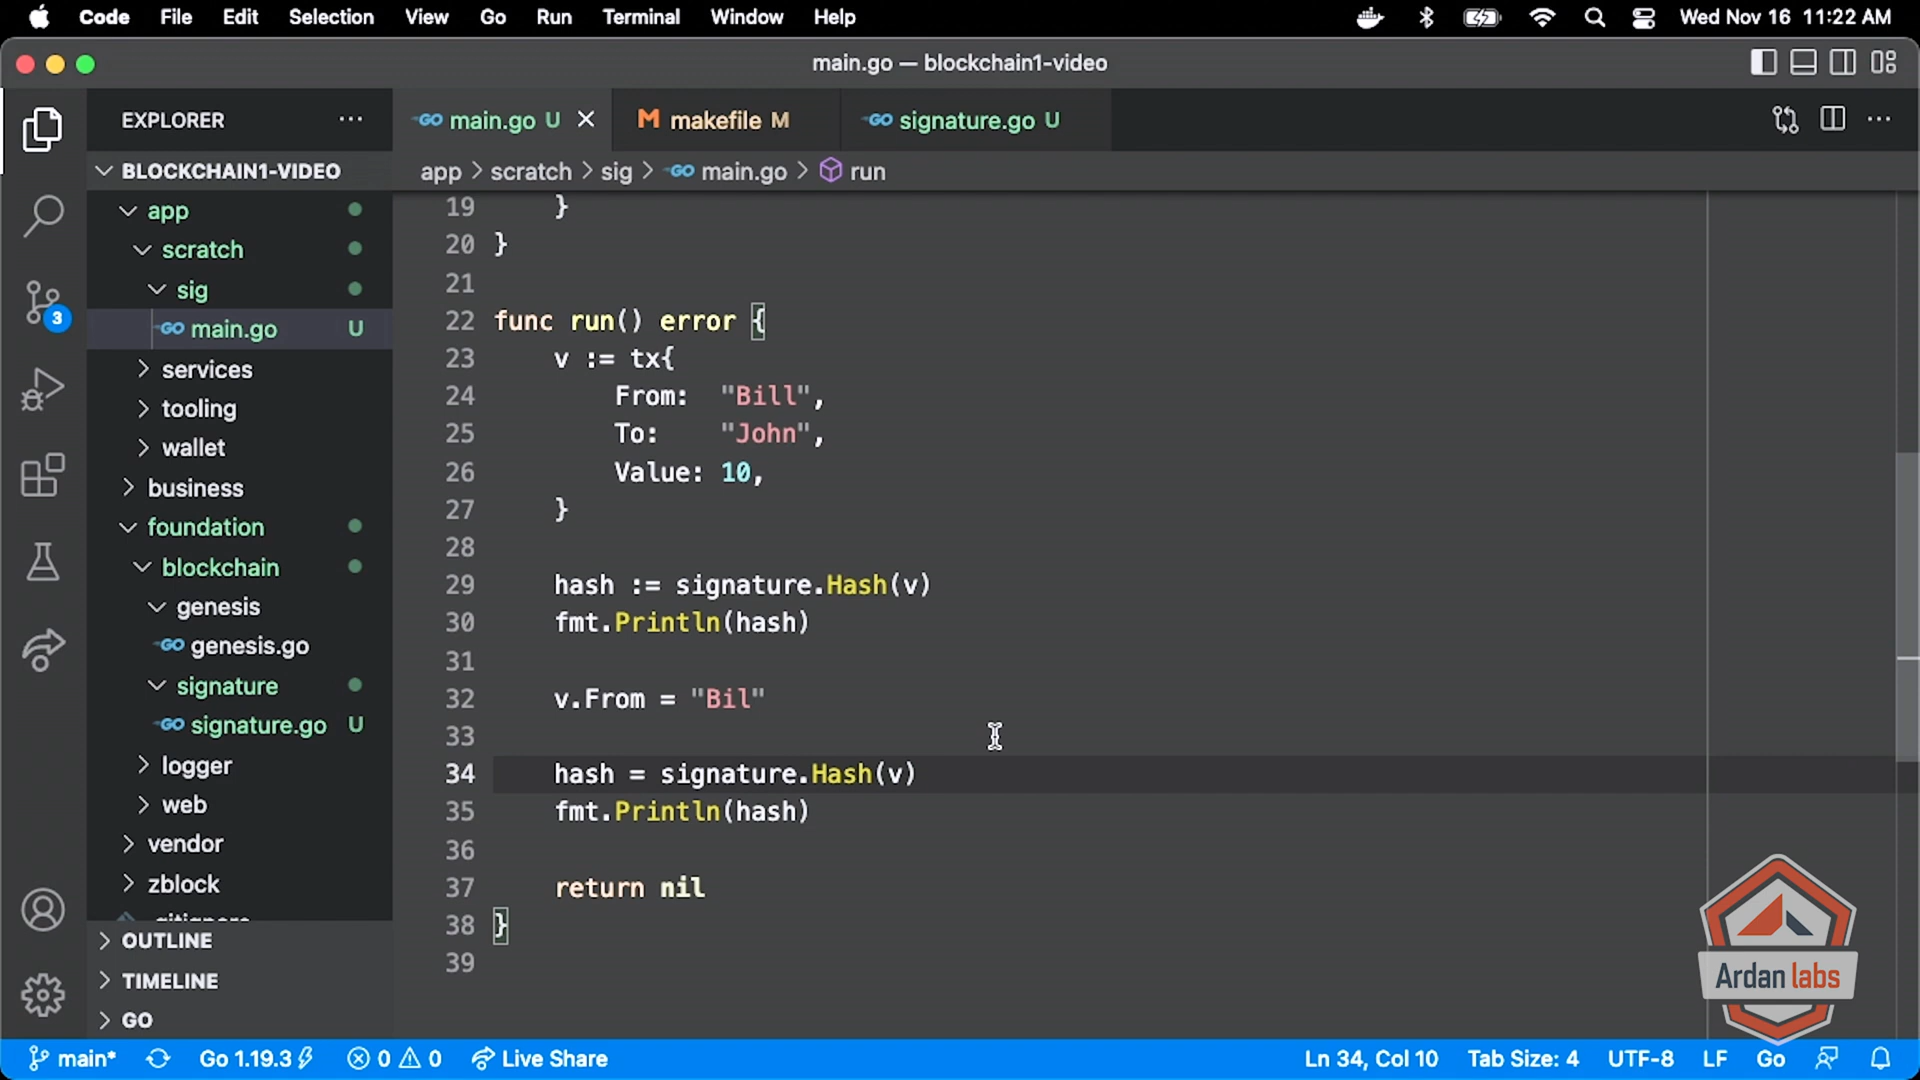 Code File Edit Selection View Go Run Terminal Window Help Wed Nov 16 11:22 AM
main.go — blockchain1-video
EXPLORER ··· main.go U makefile M signature.go U ···
BLOCKCHAIN1-VIDEO
app > scratch > sig > main.go > run
app
scratch
sig
main.go U
services
tooling
wallet
business
foundation
blockchain
genesis
genesis.go
signature
signature.go U
logger
web
vendor
zblock
.gitignore
OUTLINE
TIMELINE
GO
3
19 }
20 }
21
22 func run() error {
23 v := tx{
24 From: "Bill",
25 To: "John",
26 Value: 10,
27 }
28
29 hash := signature.Hash(v)
30 fmt.Println(hash)
31
32 v.From = "Bil"
33
34 hash = signature.Hash(v)
35 fmt.Println(hash)
36
37 return nil
38 }
39
Ardan labs
main* Go 1.19.3 0 0 Live Share Ln 34, Col 10 Tab Size: 4 UTF-8 LF Go